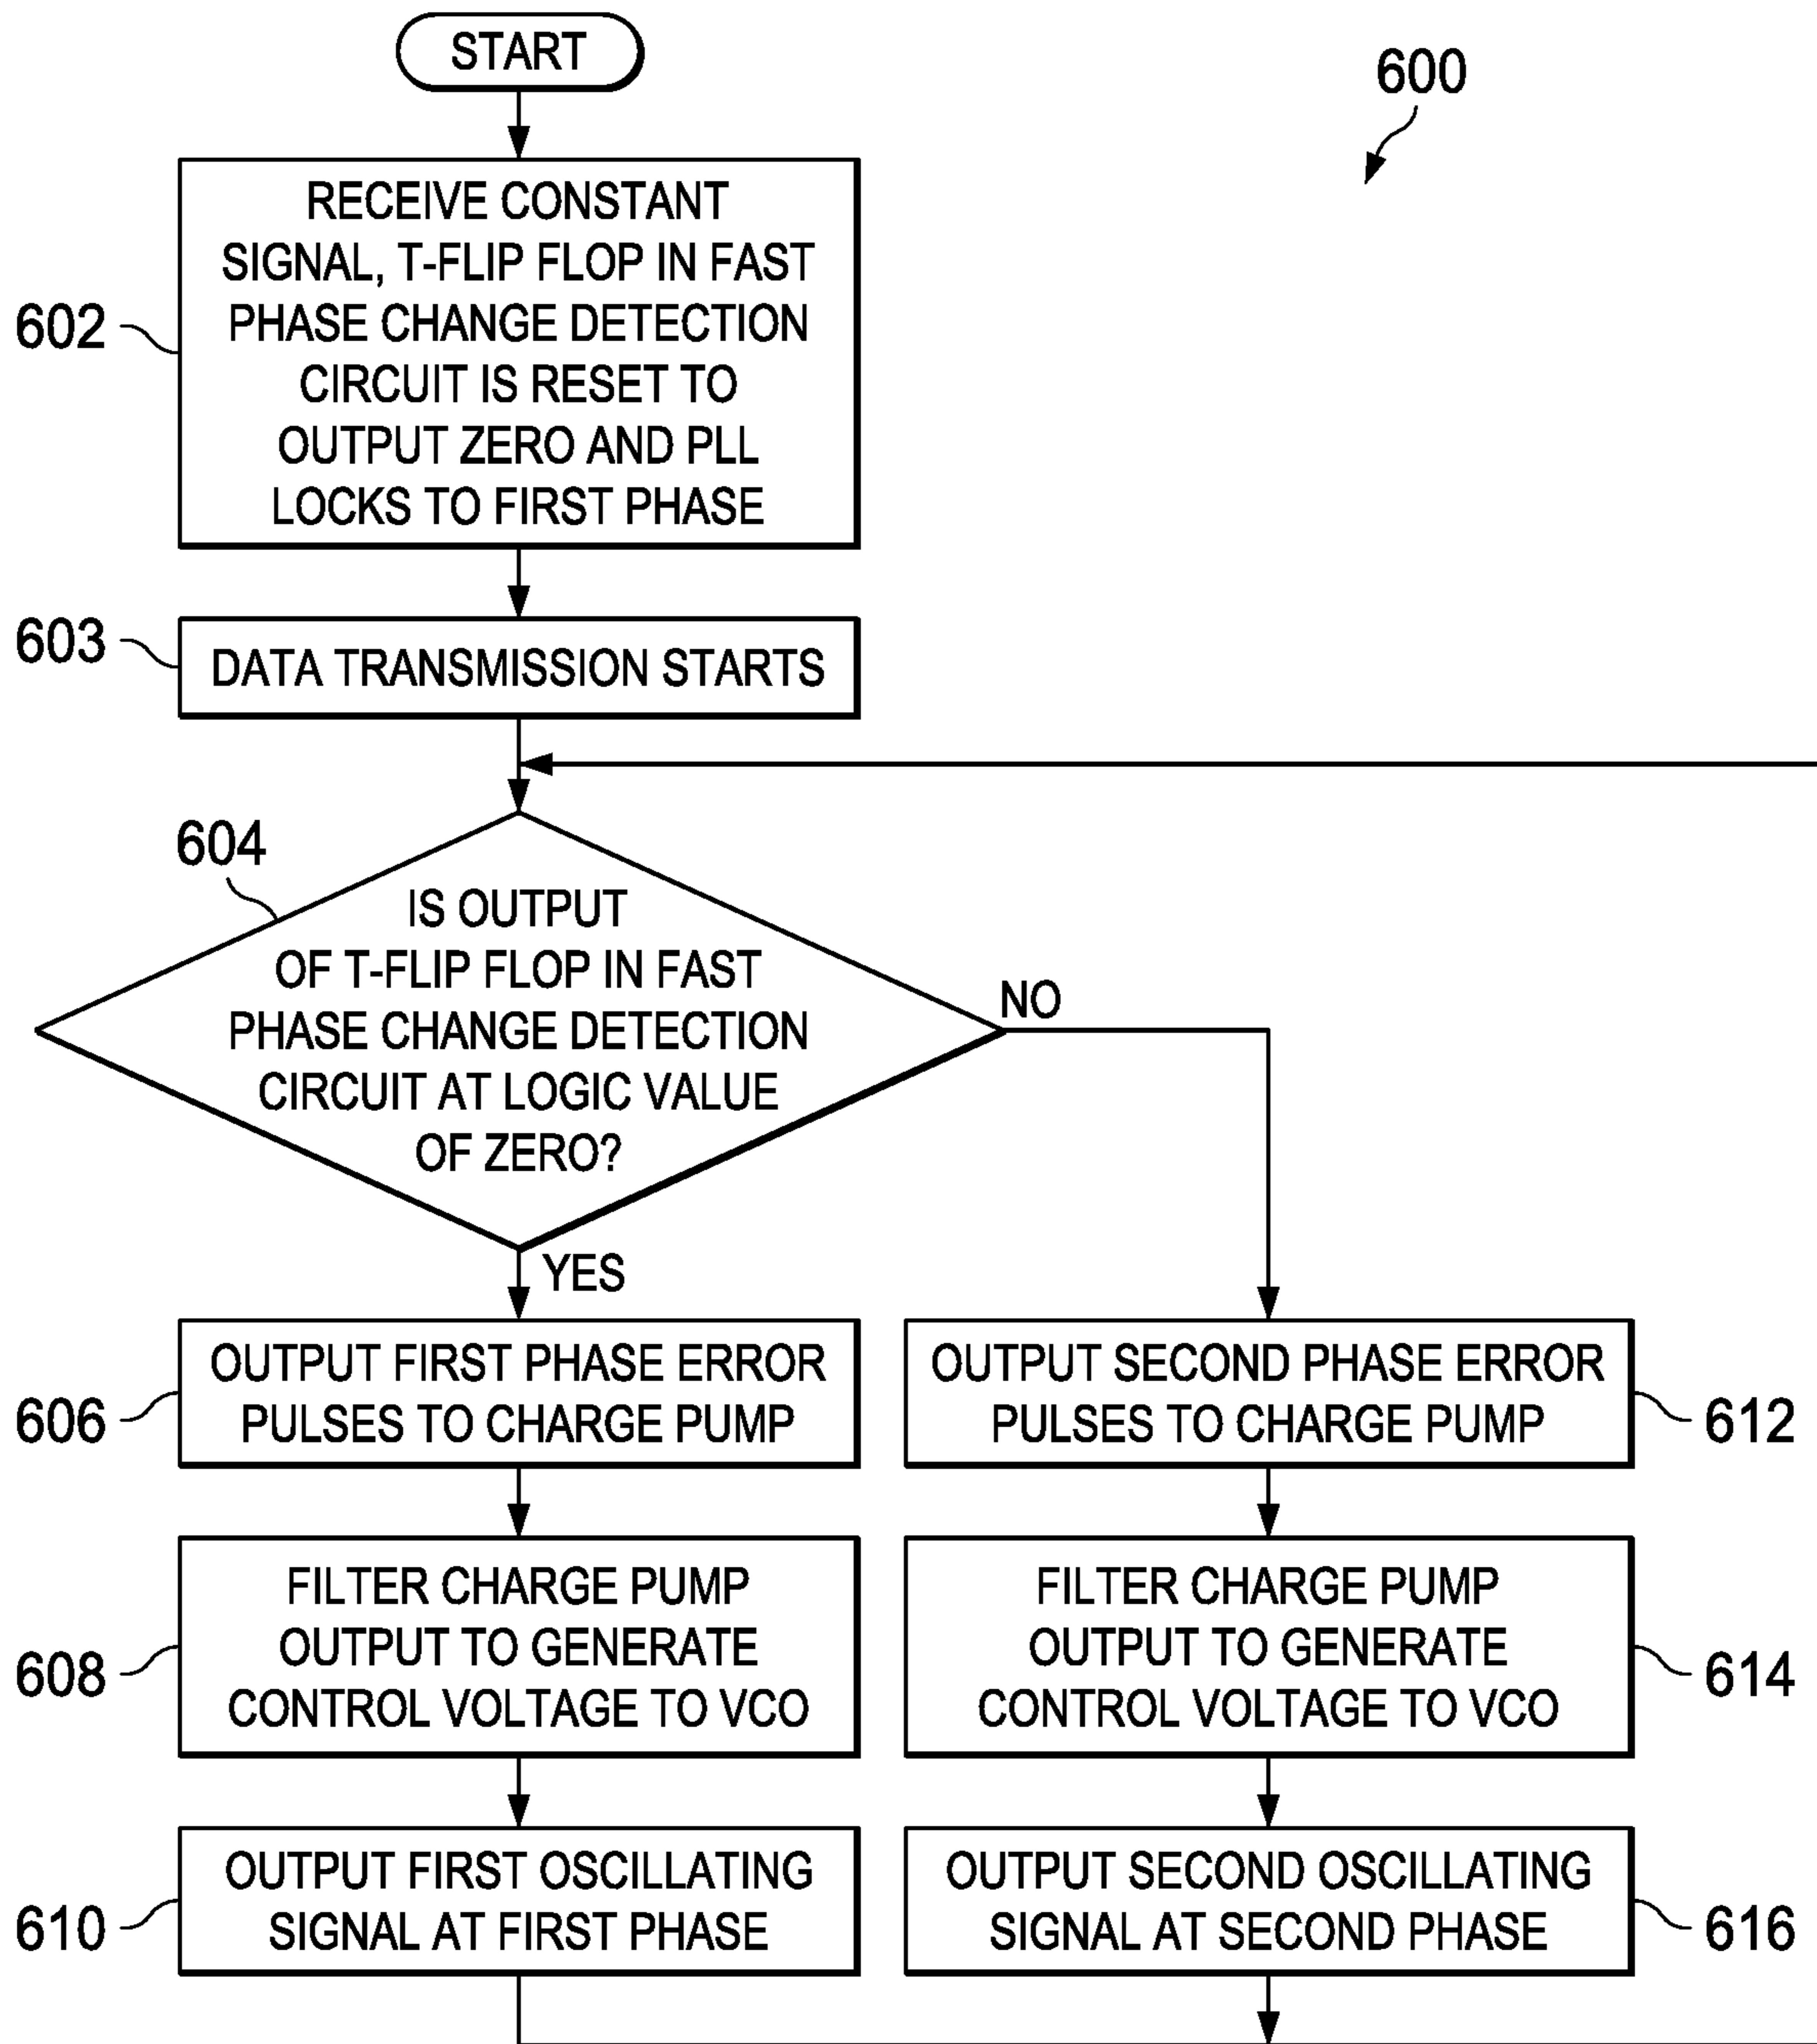 START
600
RECEIVE CONSTANT
SIGNAL, T-FLIP FLOP IN FAST
PHASE CHANGE DETECTION
CIRCUIT IS RESET TO
OUTPUT ZERO AND PLL
LOCKS TO FIRST PHASE
602
603
DATA TRANSMISSION STARTS
604
IS OUTPUT
OF T-FLIP FLOP IN FAST
PHASE CHANGE DETECTION
CIRCUIT AT LOGIC VALUE
OF ZERO?
NO
YES
OUTPUT FIRST PHASE ERROR
PULSES TO CHARGE PUMP
606
OUTPUT SECOND PHASE ERROR
PULSES TO CHARGE PUMP
612
FILTER CHARGE PUMP
OUTPUT TO GENERATE
CONTROL VOLTAGE TO VCO
608
FILTER CHARGE PUMP
OUTPUT TO GENERATE
CONTROL VOLTAGE TO VCO
614
OUTPUT FIRST OSCILLATING
SIGNAL AT FIRST PHASE
610
OUTPUT SECOND OSCILLATING
SIGNAL AT SECOND PHASE
616